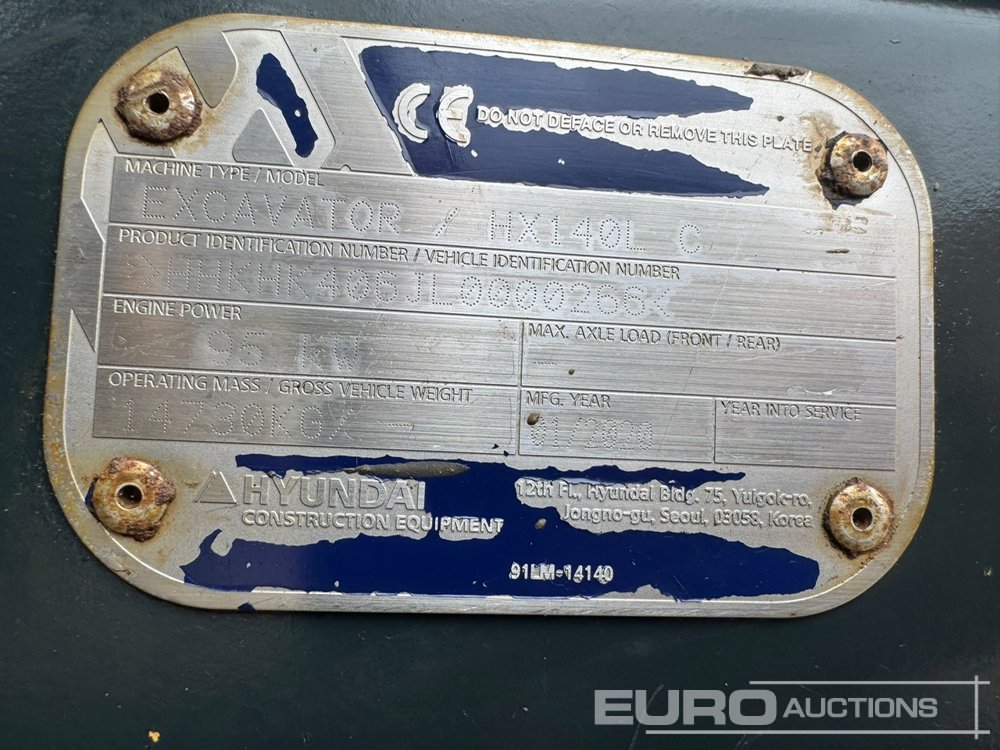 CE DO NOT DEFACE OR REMOVE THIS PLATE
MACHINE TYPE / MODEL
EXCAVATOR / HX140L C
PRODUCT IDENTIFICATION NUMBER / VEHICLE IDENTIFICATION NUMBER
>HHKHK406JL0000266<
ENGINE POWER
MAX. AXLE LOAD (FRONT / REAR)
kW
-
OPERATING MASS / GROSS VEHICLE WEIGHT
MFG. YEAR
YEAR INTO SERVICE
14730KG/ -
01/2020
HYUNDAI
CONSTRUCTION EQUIPMENT
12th Fl., Hyundai Bldg. 75, Yulgok-ro,
Jongno-gu, Seoul, 03058, Korea
91LM-14140
EURO AUCTIONS